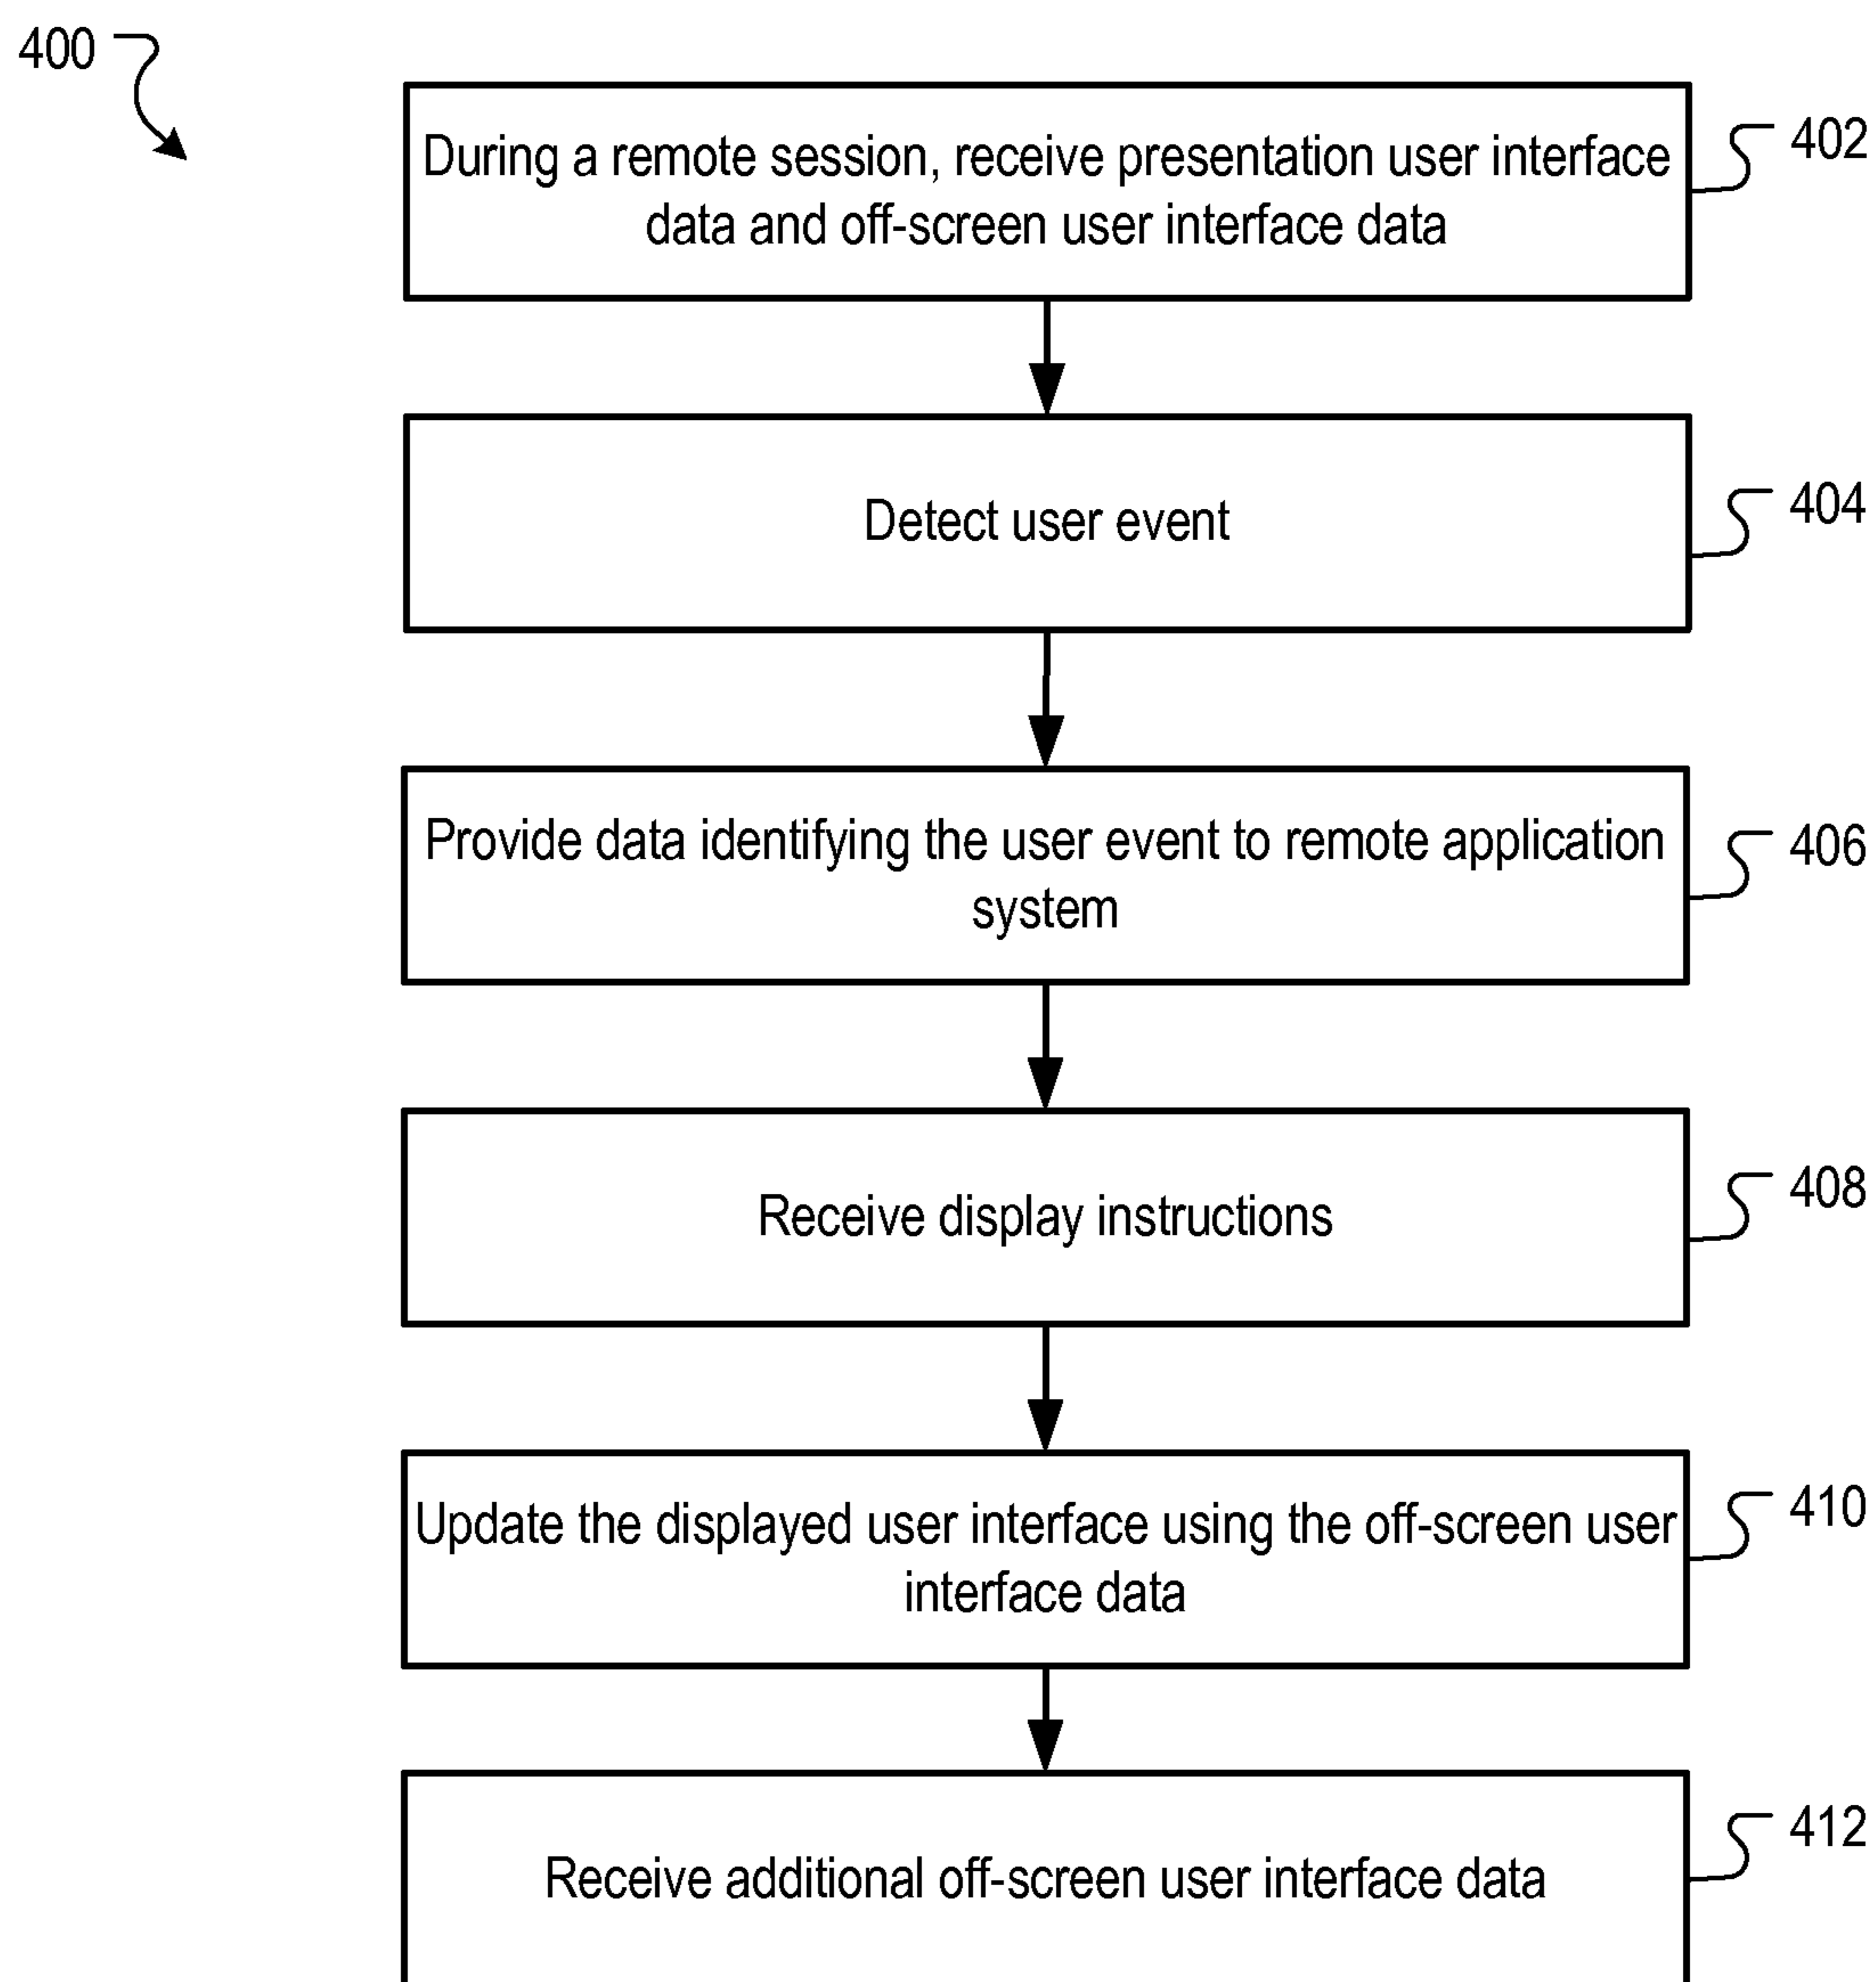 400
During a remote session, receive presentation user interface
data and off-screen user interface data
402
Detect user event
404
Provide data identifying the user event to remote application
system
406
Receive display instructions
408
Update the displayed user interface using the off-screen user
interface data
410
Receive additional off-screen user interface data
412